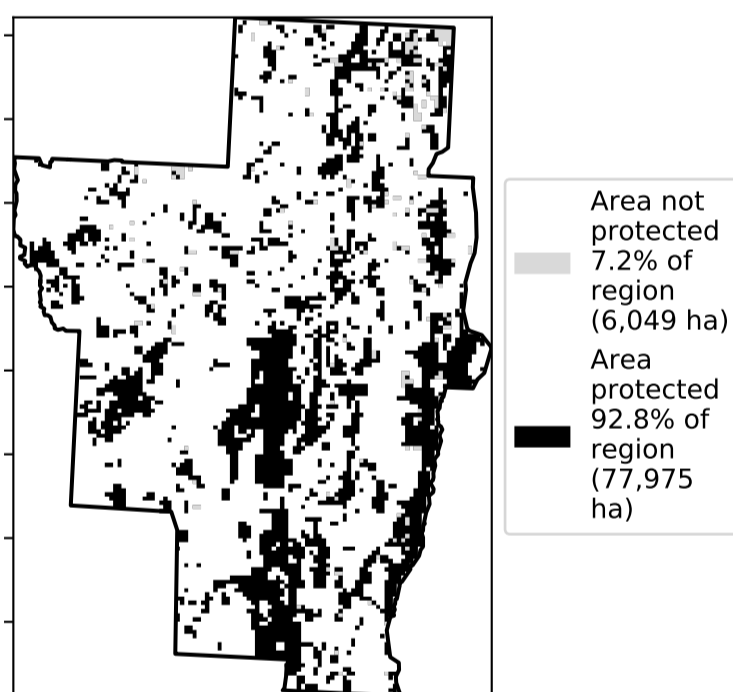 Area not
protected
7.2% of
region
(6,049 ha)
Area
protected
92.8% of
region
(77,975
ha)